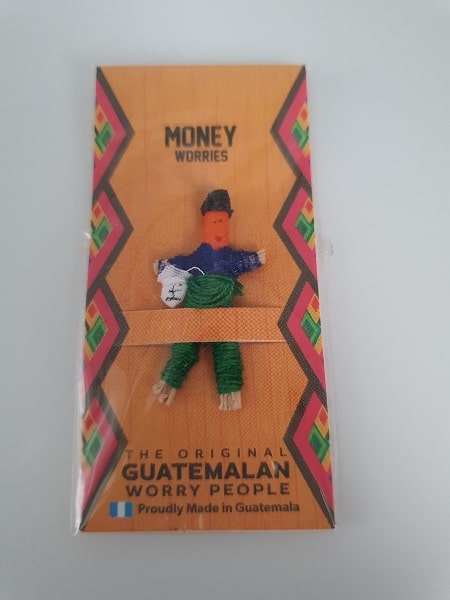 MONEY
WORRIES
THE ORIGINAL
GUATEMALAN
WORRY PEOPLE
Proudly Made in Guatemala